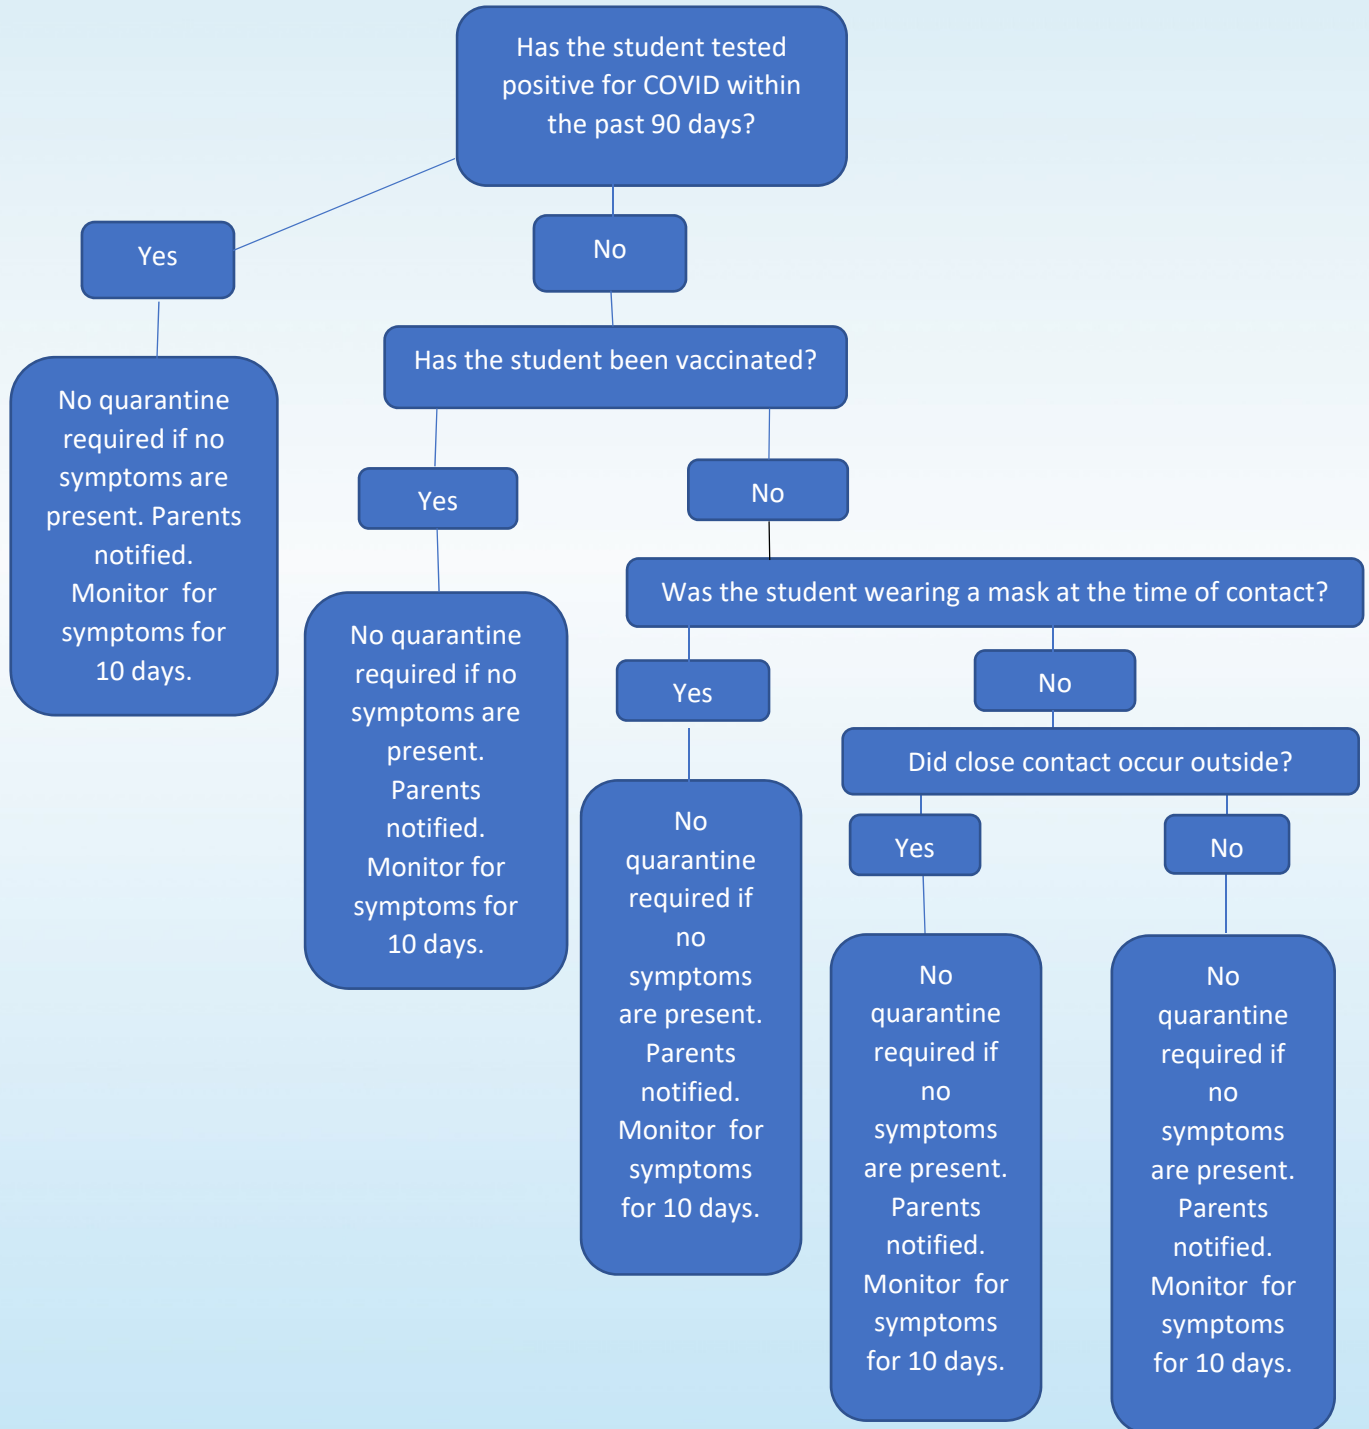 Has the student tested
positive for COVID within
the past 90 days?
Yes
No
No quarantine
required if no
symptoms are
present. Parents
notified.
Monitor for
symptoms for
10 days.
Has the student been vaccinated?
Yes
No
No quarantine
required if no
symptoms are
present.
Parents
notified.
Monitor for
symptoms for
10 days.
Was the student wearing a mask at the time of contact?
Yes
No
No
quarantine
required if
no
symptoms
are present.
Parents
notified.
Monitor for
symptoms
for 10 days.
Did close contact occur outside?
Yes
No
No
quarantine
required if
no
symptoms
are present.
Parents
notified.
Monitor for
symptoms
for 10 days.
No
quarantine
required if
no
symptoms
are present.
Parents
notified.
Monitor for
symptoms
for 10 days.